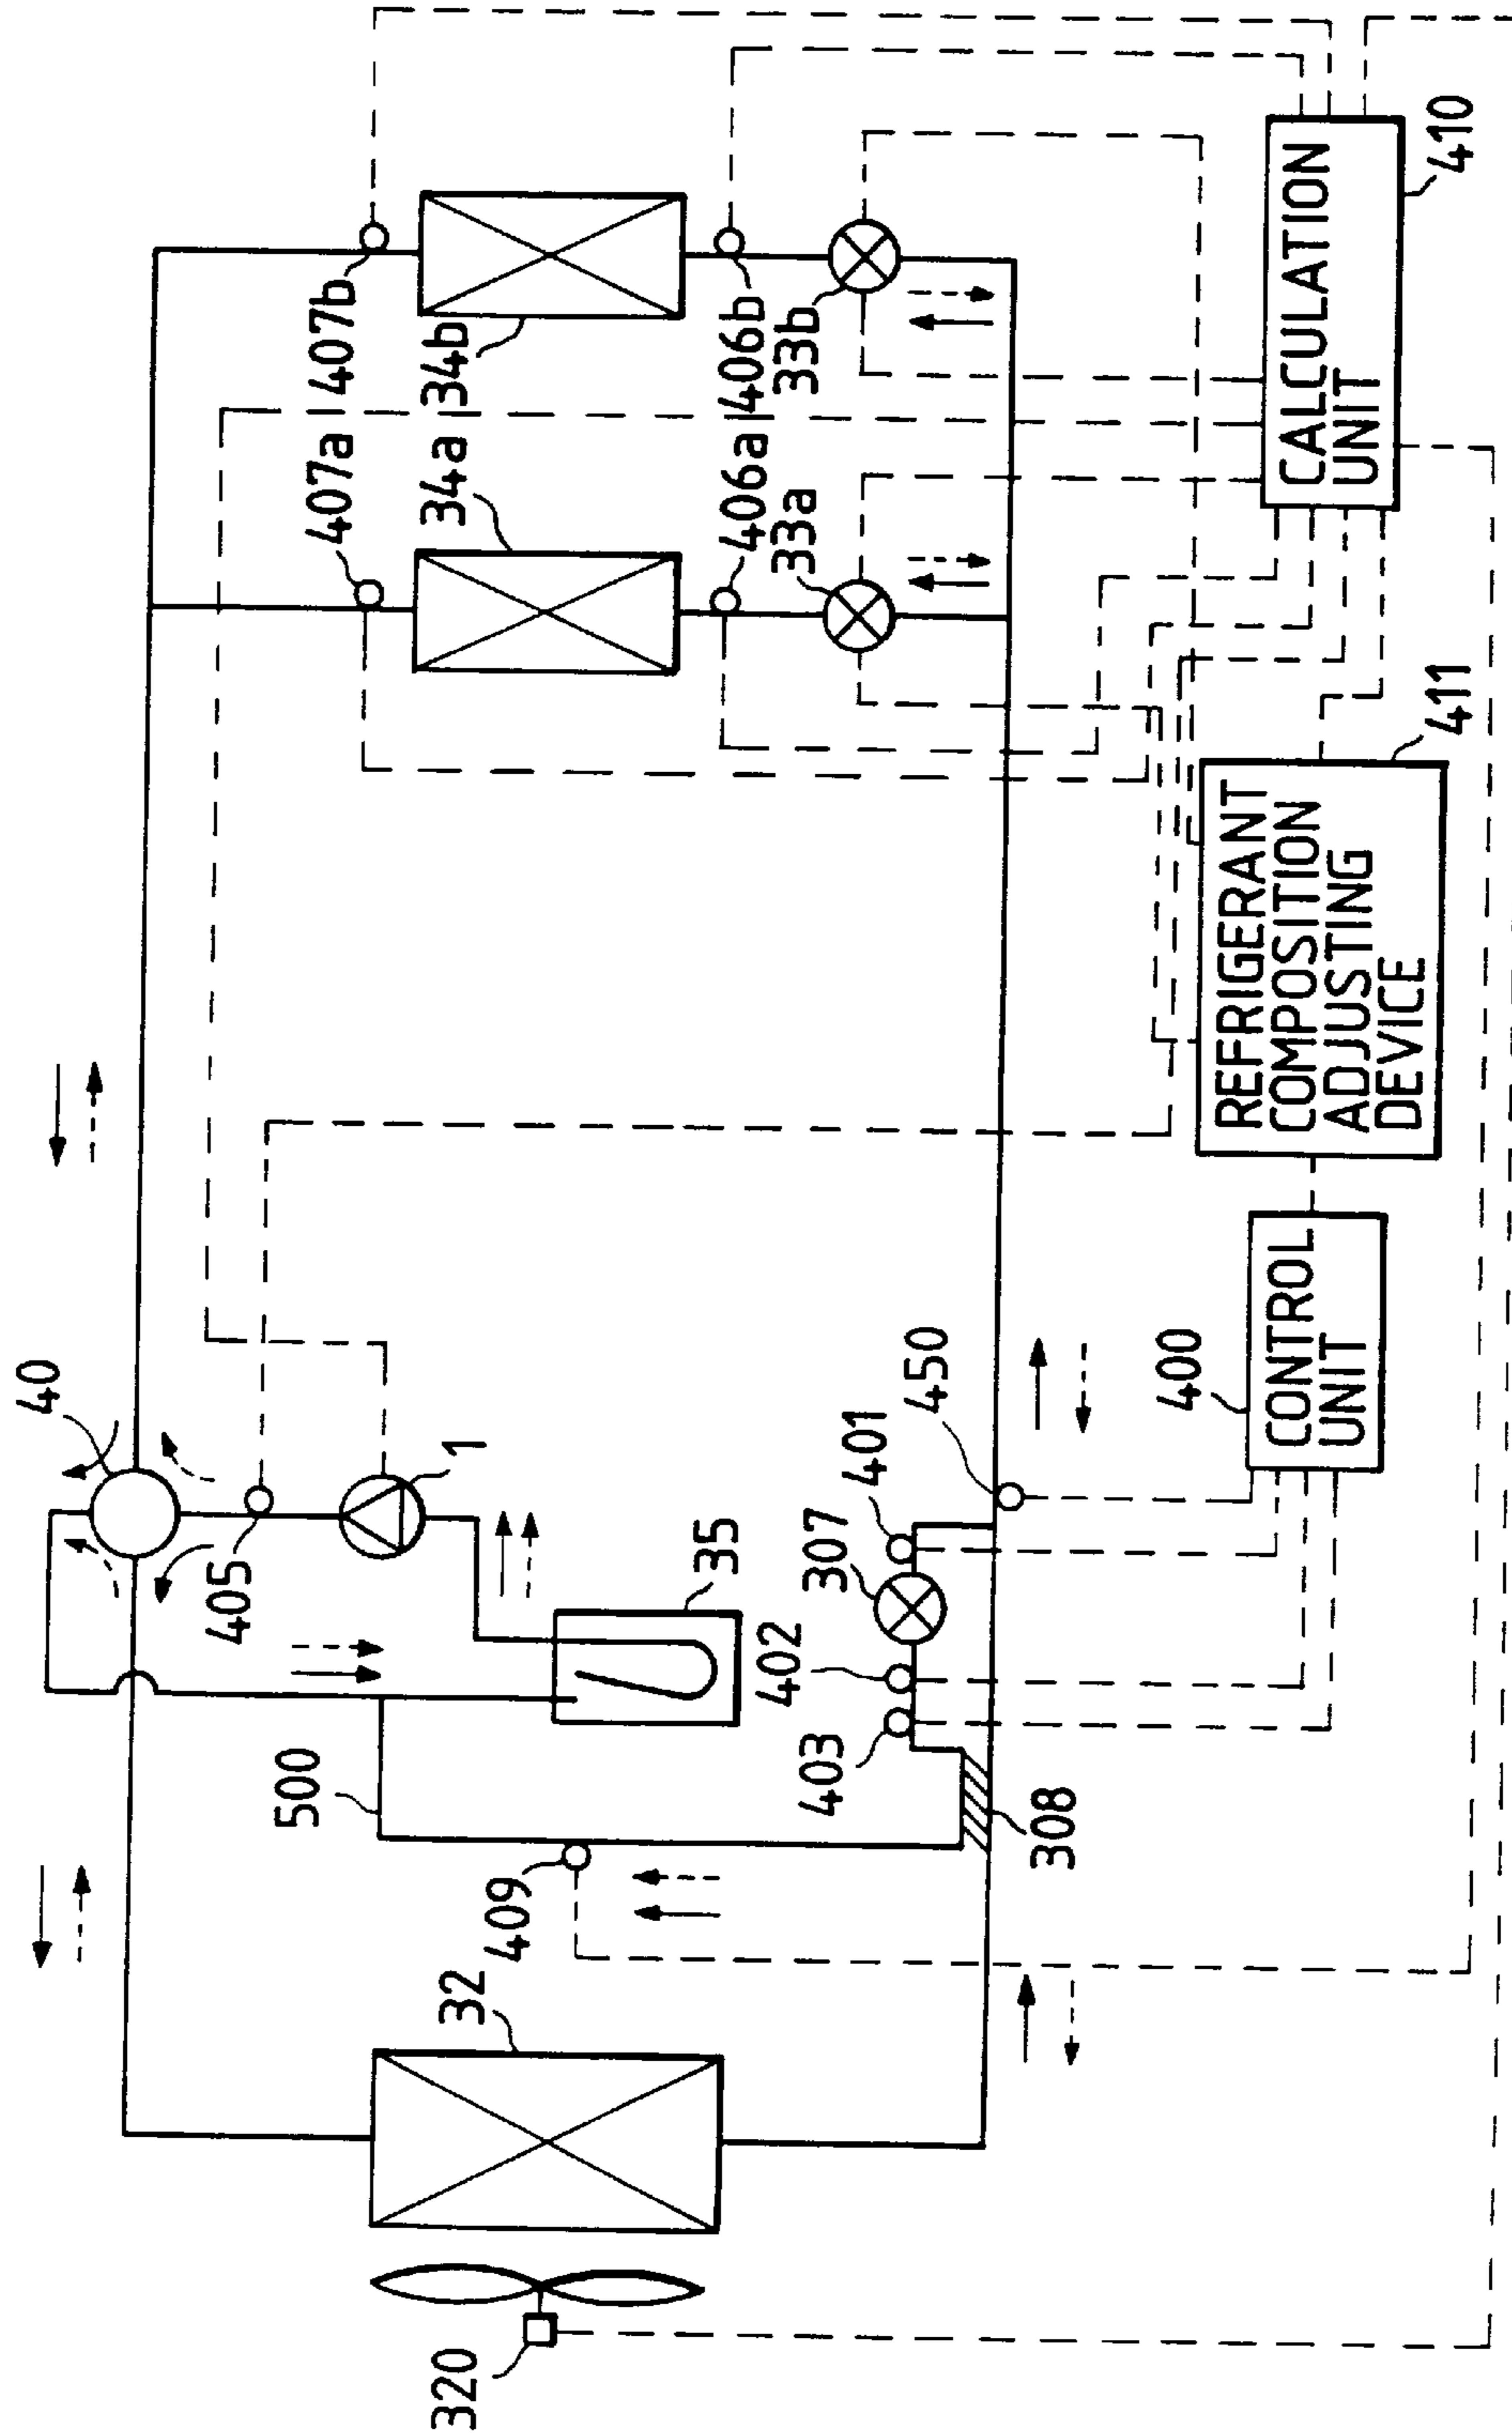 40
1
405
35
500
409
32
320
402
307
401
450
403
308
407a
407b
34a
34b
406a
406b
33a
33b
400
CONTROL
UNIT
REFRIGERANT
COMPOSITION
ADJUSTING
DEVICE
411
CALCULATION
UNIT
410